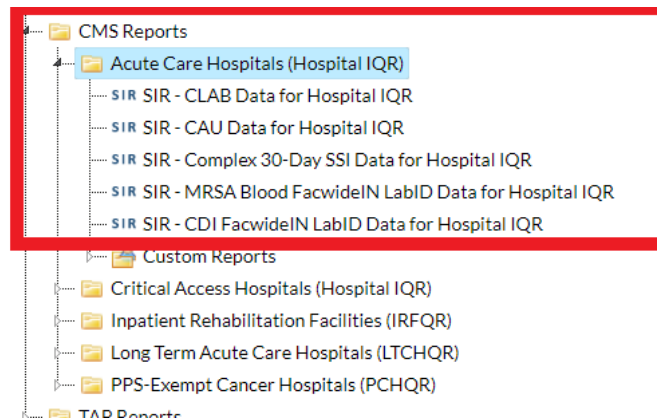 CMS Reports
Acute Care Hospitals (Hospital IQR)
SIR SIR - CLAB Data for Hospital IQR
SIR SIR - CAU Data for Hospital IQR
SIR SIR - Complex 30-Day SSI Data for Hospital IQR
SIR SIR - MRSA Blood FacwideIN LabID Data for Hospital IQR
SIR SIR - CDI FacwideIN LabID Data for Hospital IQR
Custom Reports
Critical Access Hospitals (Hospital IQR)
Inpatient Rehabilitation Facilities (IRFQR)
Long Term Acute Care Hospitals (LTCHQR)
PPS-Exempt Cancer Hospitals (PCHQR)
TAP Reports